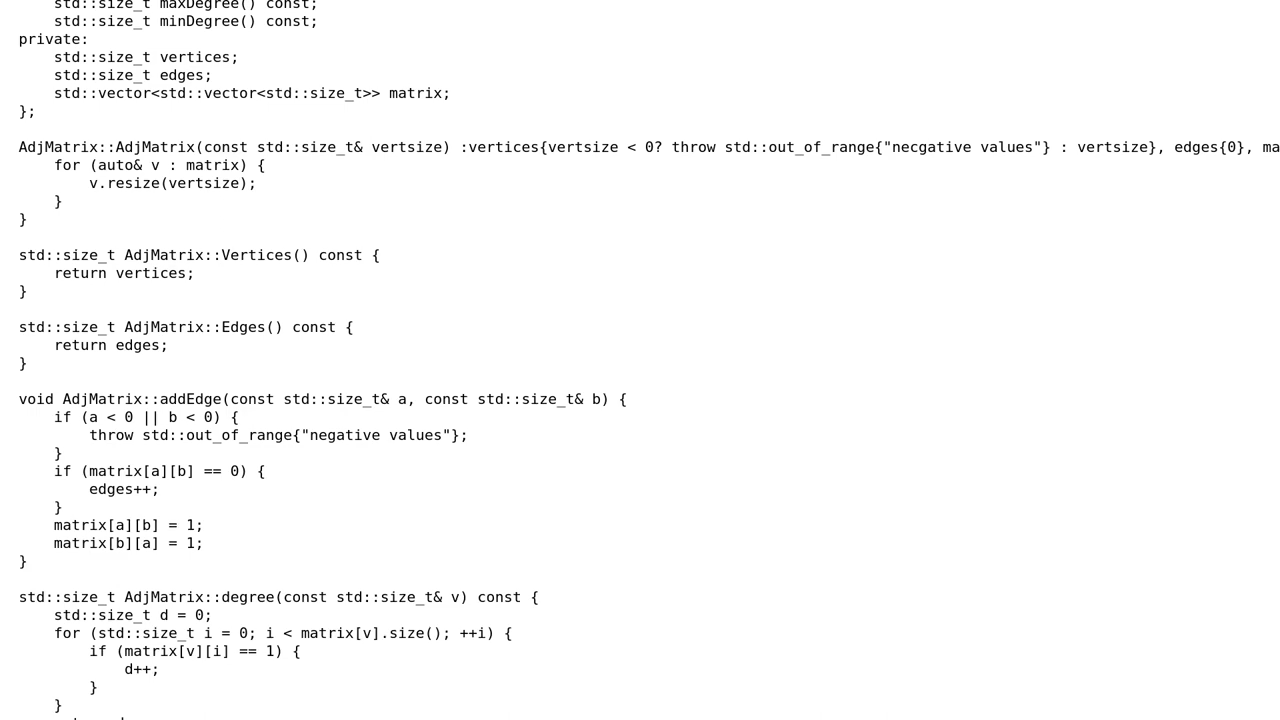 std::size_t maxDegree() const;
    std::size_t minDegree() const;
private:
    std::size_t vertices;
    std::size_t edges;
    std::vector<std::vector<std::size_t>> matrix;
};

AdjMatrix::AdjMatrix(const std::size_t& vertsize) :vertices{vertsize < 0? throw std::out_of_range{"necgative values"} : vertsize}, edges{0}, ma
    for (auto& v : matrix) {
        v.resize(vertsize);
    }
}

std::size_t AdjMatrix::Vertices() const {
    return vertices;
}

std::size_t AdjMatrix::Edges() const {
    return edges;
}

void AdjMatrix::addEdge(const std::size_t& a, const std::size_t& b) {
    if (a < 0 || b < 0) {
        throw std::out_of_range{"negative values"};
    }
    if (matrix[a][b] == 0) {
        edges++;
    }
    matrix[a][b] = 1;
    matrix[b][a] = 1;
}

std::size_t AdjMatrix::degree(const std::size_t& v) const {
    std::size_t d = 0;
    for (std::size_t i = 0; i < matrix[v].size(); ++i) {
        if (matrix[v][i] == 1) {
            d++;
        }
    }